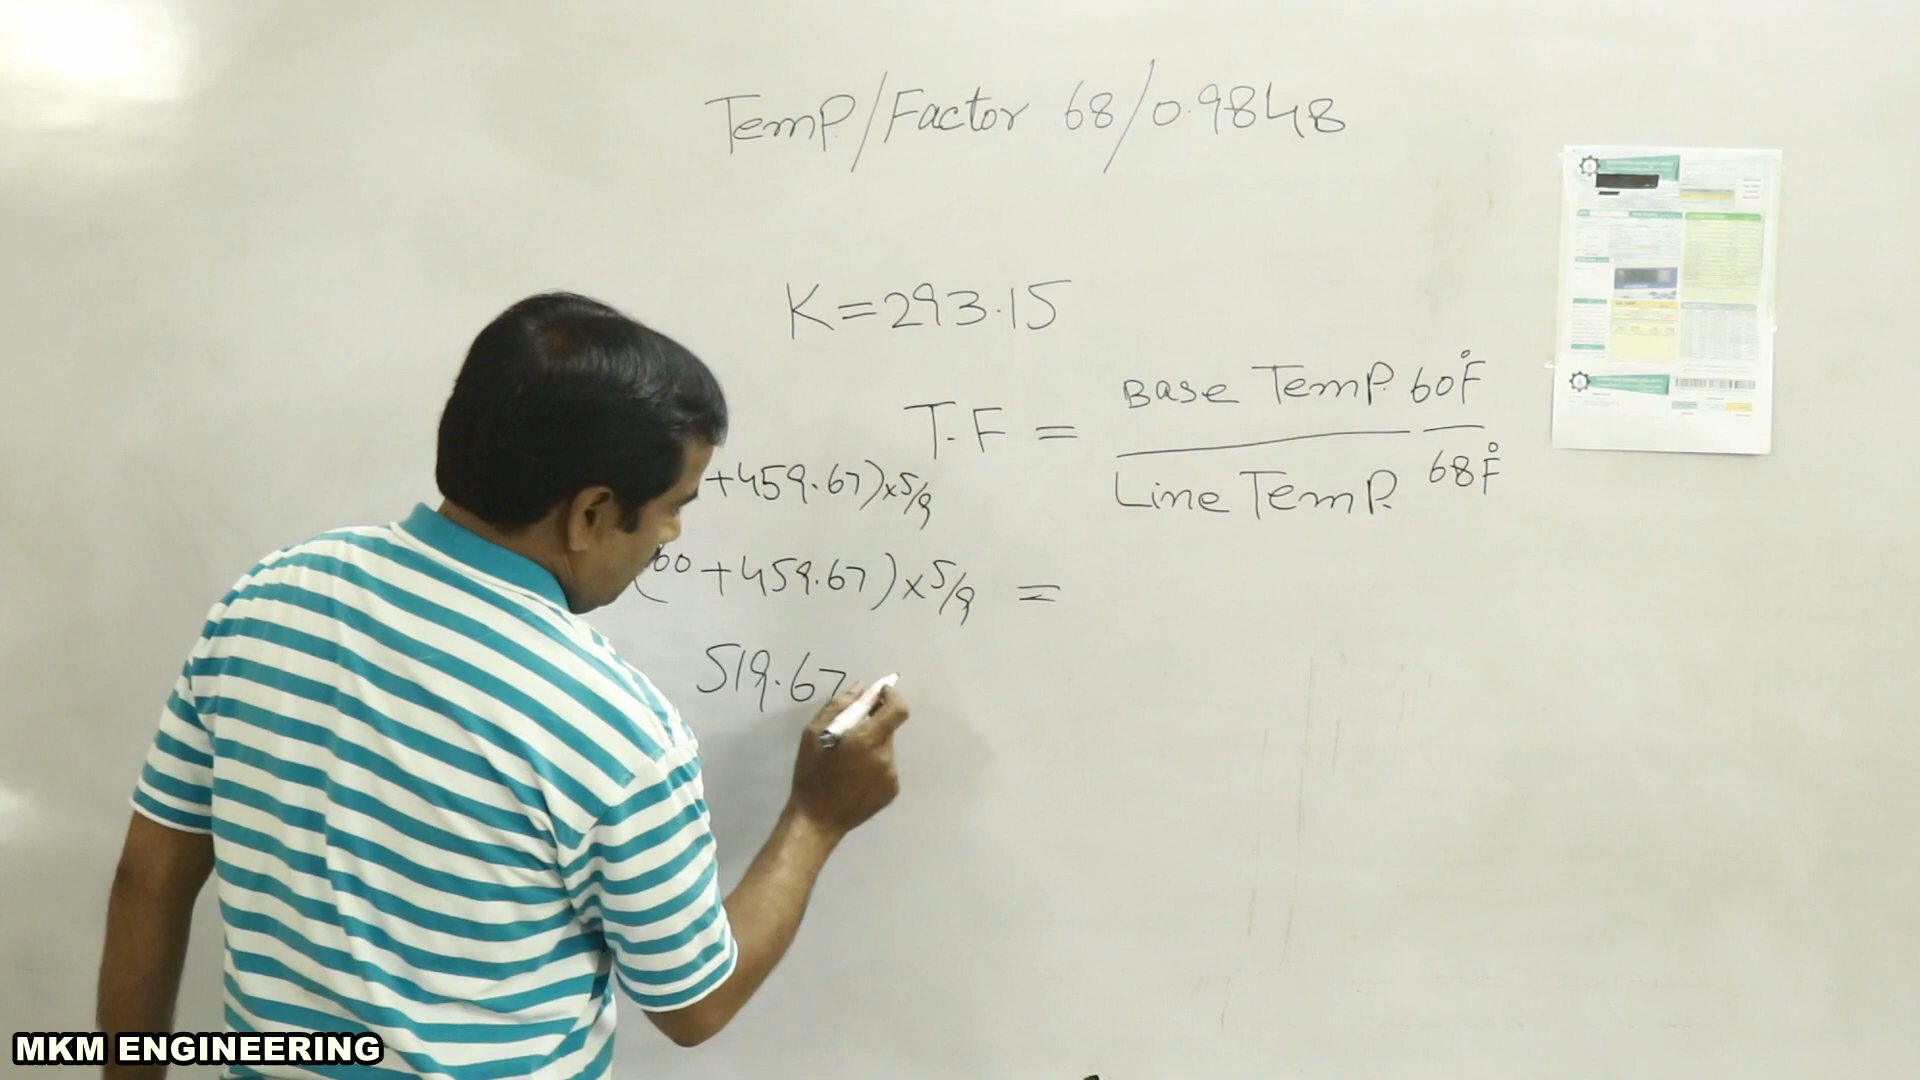 TemP./Factor 68/0.9848
K=293.15
T.F = Base TemP. 60°F
Line TemP. 68°F
+459.67)x5/9
(60+459.67)x5/9 =
519.67
MKM ENGINEERING